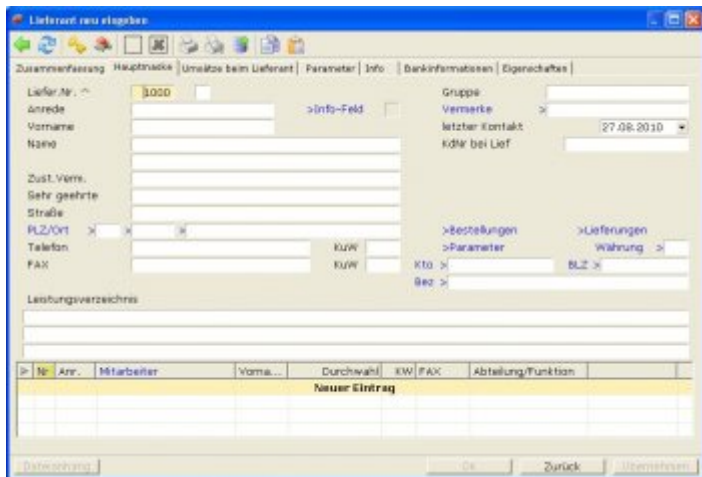 Lieferant neu eingeben
Zusammenfassung Hauptmaske Umsätze beim Lieferant Parameter Info Bankinformationen Eigenschaften
Liefer.Nr. ^ 1000 Gruppe
Anrede >Info-Feld Vermerke >
Vorname letzter Kontakt 27.08.2010
Name KdNr bei Lief
Zust.Verm.
Sehr geehrte
Straße
PLZ/Ort > > > >Bestellungen >Lieferungen
Telefon KuW >Parameter Währung >
FAX KuW Kto > BLZ >
Bez >
Leistungsverzeichnis
> Nr Anr. Mitarbeiter Vorna... Durchwahl KW FAX Abteilung/Funktion
Neuer Eintrag
Dateianhang OK Zurück Übernehmen